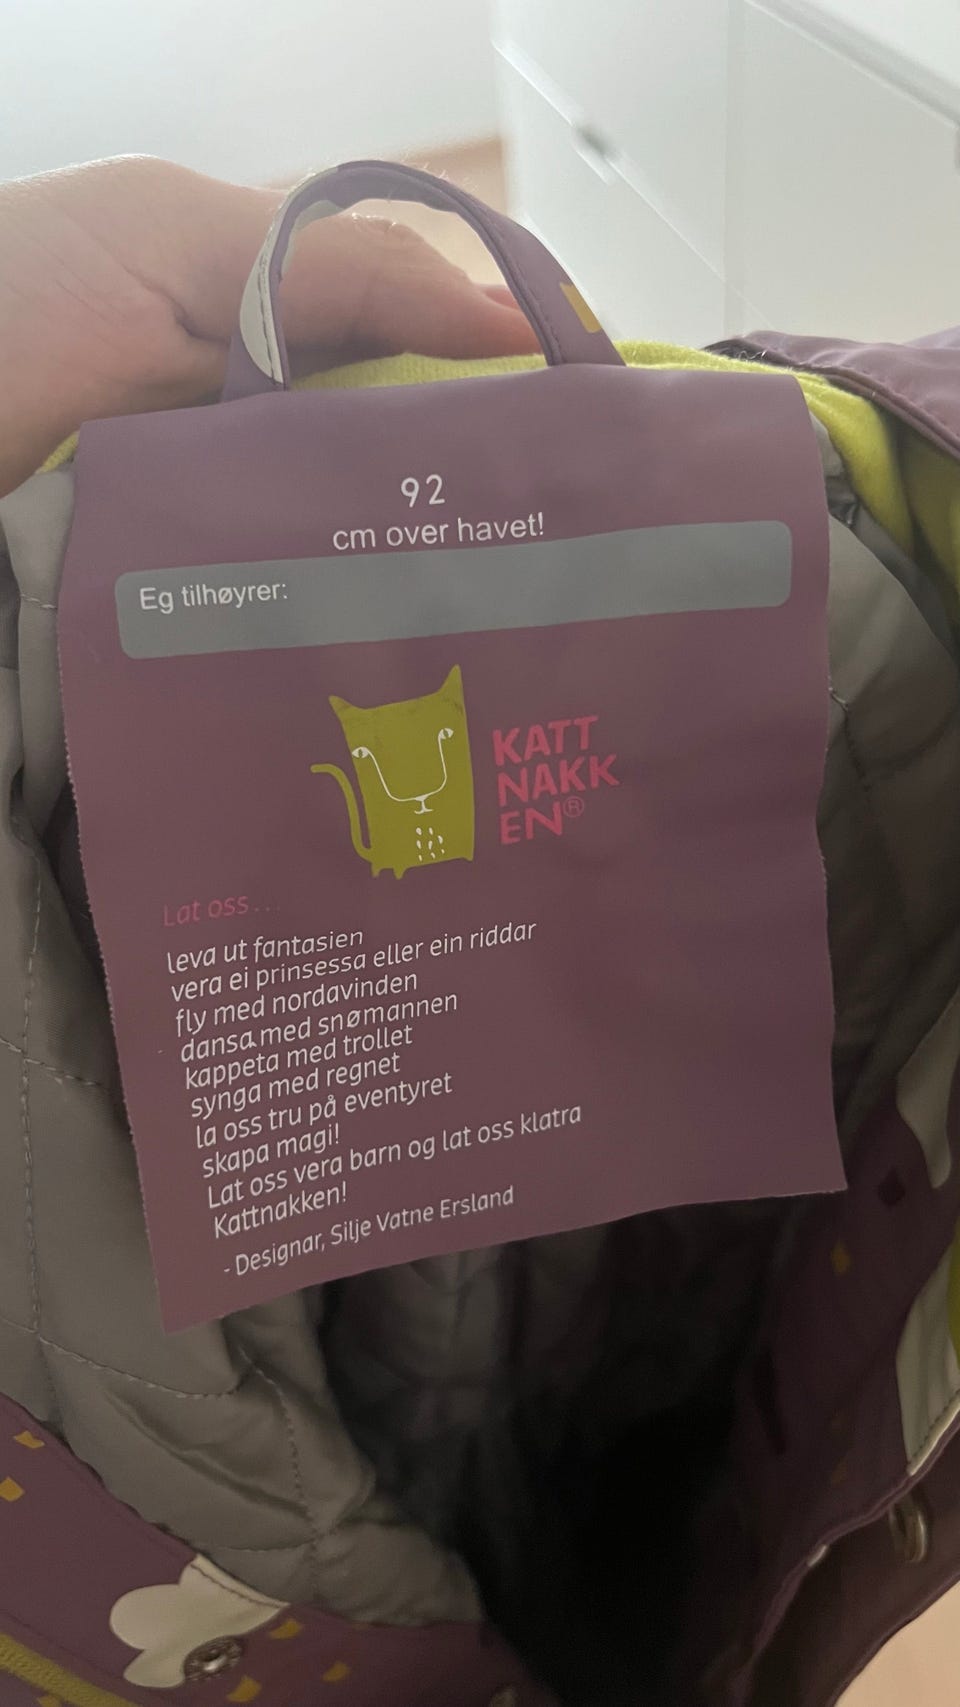 92
cm over havet!
Eg tilhøyrer:
KATT
NAKK
EN®
Lat oss...
leva ut fantasien
vera ei prinsessa eller ein riddar
fly med nordavinden
dansa med snømannen
kappeta med trollet
synga med regnet
la oss tru på eventyret
skapa magi!
Lat oss vera barn og lat oss klatra
Kattnakken!
- Designar, Silje Vatne Ersland